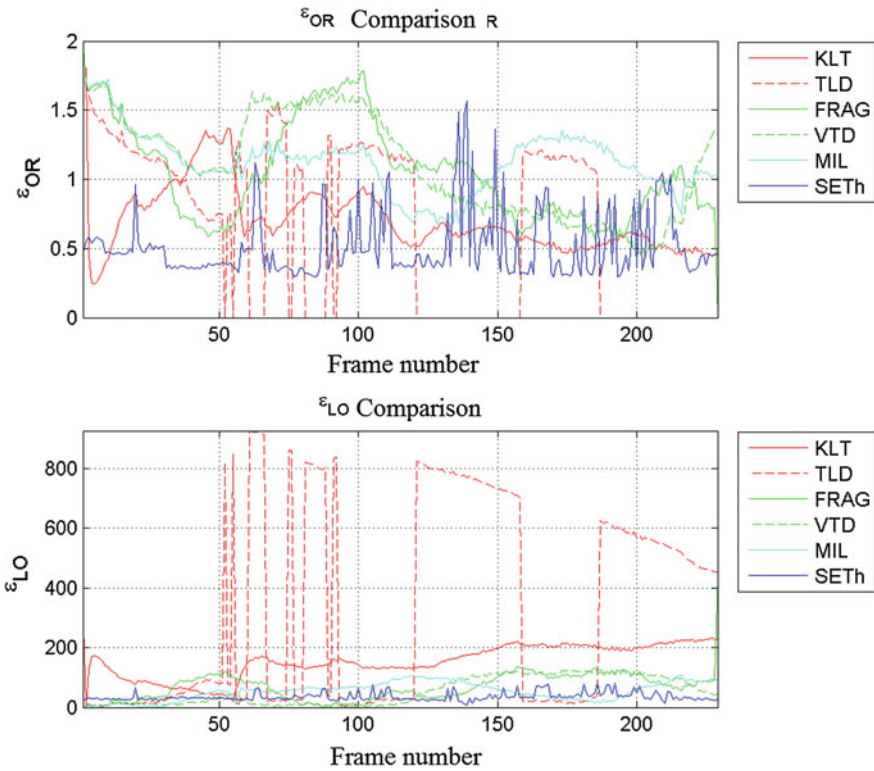 εOR Comparison R
2
1.5
1
0.5
0
εOR
50 100 150 200
Frame number
KLT
TLD
FRAG
VTD
MIL
SETh
εLO Comparison
800
600
400
200
0
εLO
50 100 150 200
Frame number
KLT
TLD
FRAG
VTD
MIL
SETh